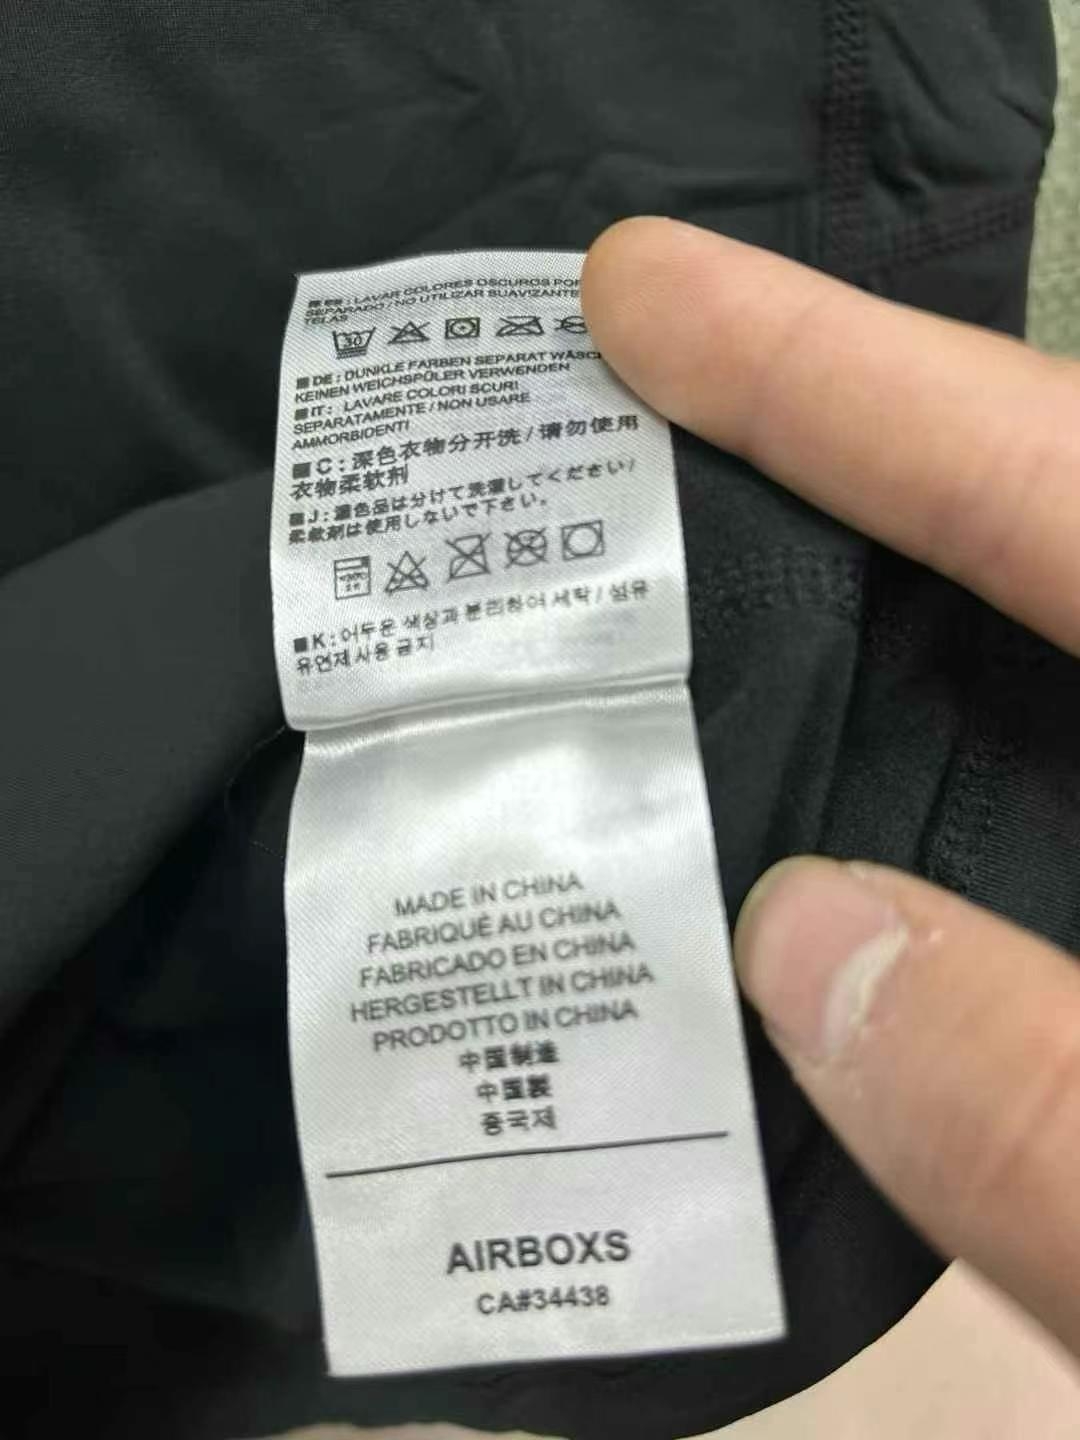 ■ES: LAVAR COLORES OSCUROS POR
SEPARADO / NO UTILIZAR SUAVIZANTE
TELAS
30
■DE: DUNKLE FARBEN SEPARAT WASCH
KEINEN WEICHSPÜLER VERWENDEN
■IT: LAVARE COLORI SCURI
SEPARATAMENTE / NON USARE
AMMORBIDENTI
■C: 深色衣物分开洗 / 请勿使用
衣物柔软剂
■J: 濃色品は分けて洗濯してください /
柔軟剤は使用しないで下さい。
■K: 어두운 색상과 분리하여 세탁 / 섬유
유연제 사용 금지
MADE IN CHINA
FABRIQUÉ AU CHINA
FABRICADO EN CHINA
HERGESTELLT IN CHINA
PRODOTTO IN CHINA
中国制造
中国製
중국제
AIRBOXS
CA#34438